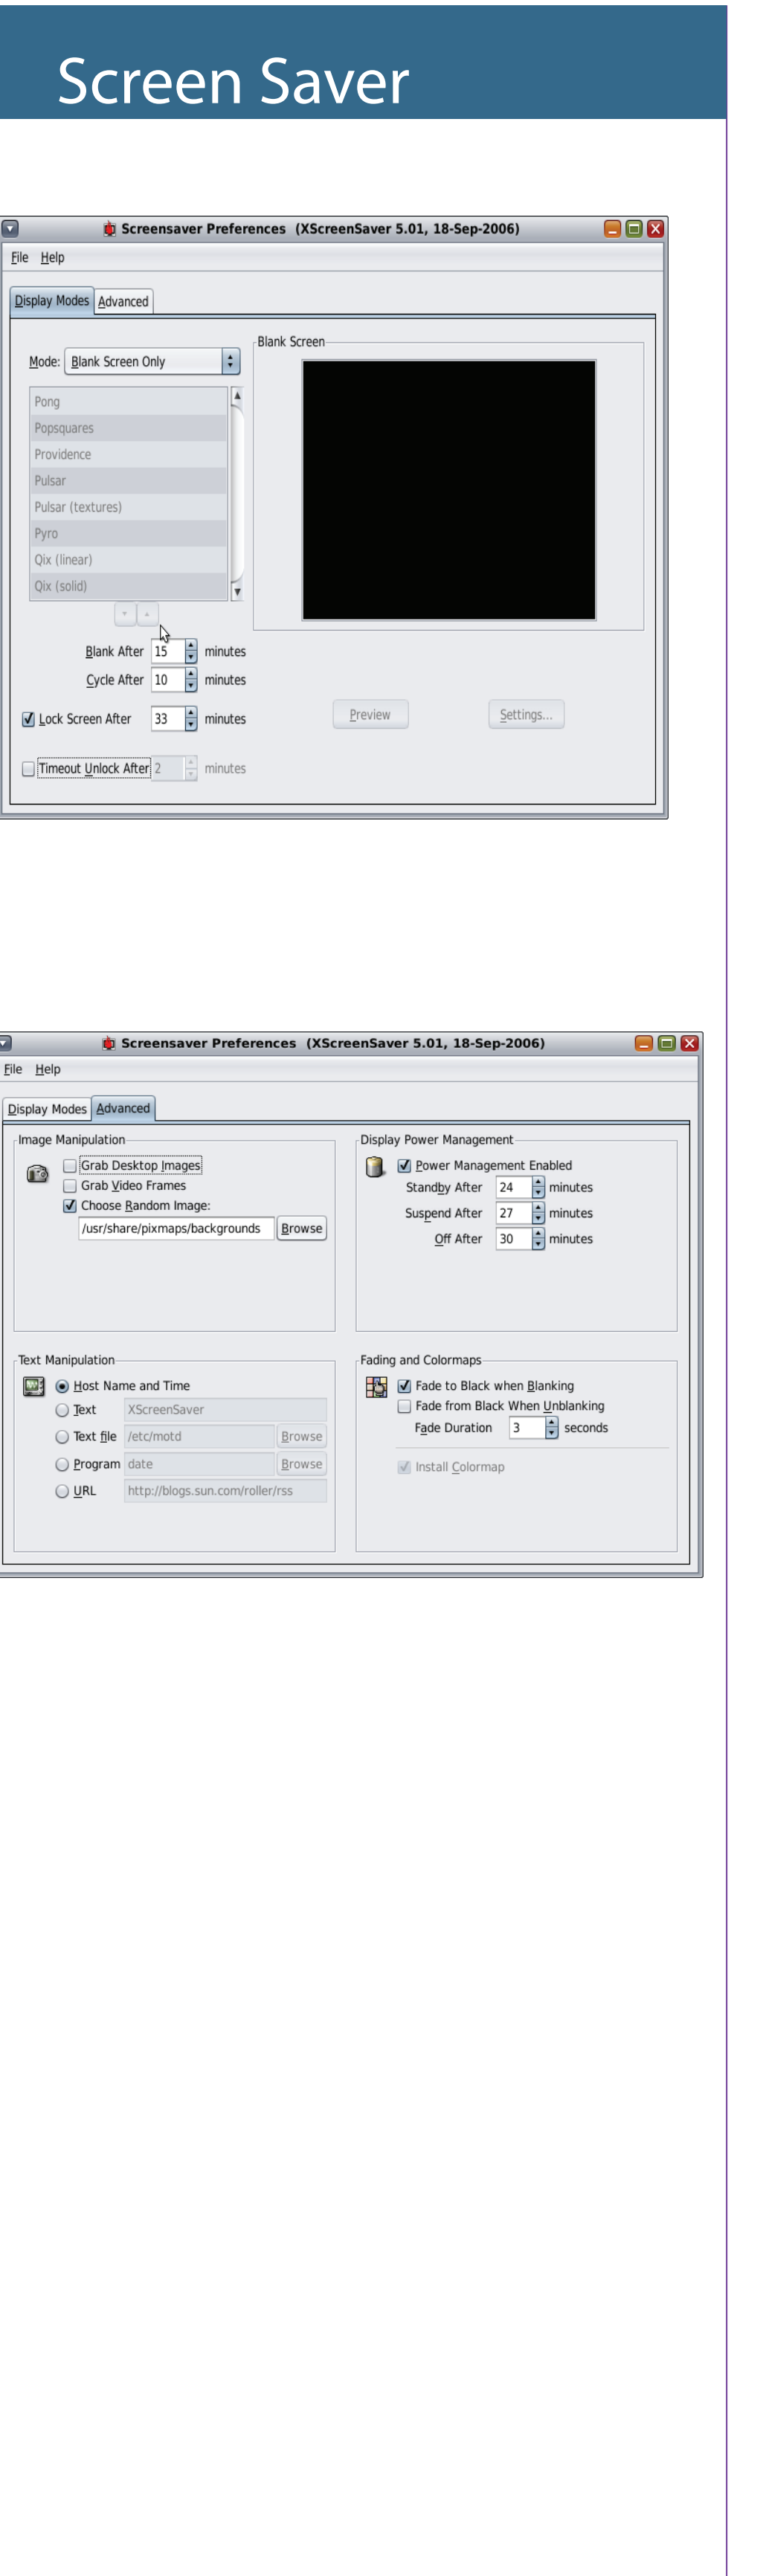 Screen Saver
Screensaver Preferences (XScreenSaver 5.01, 18-Sep-2006)
File Help
Display Modes Advanced
Mode: Blank Screen Only
Pong
Popsquares
Providence
Pulsar
Pulsar (textures)
Pyro
Qix (linear)
Qix (solid)
Blank After 15 minutes
Cycle After 10 minutes
Lock Screen After 33 minutes
Timeout Unlock After 2 minutes
Blank Screen
Preview Settings...
Screensaver Preferences (XScreenSaver 5.01, 18-Sep-2006)
File Help
Display Modes Advanced
Image Manipulation
Grab Desktop Images
Grab Video Frames
Choose Random Image:
/usr/share/pixmaps/backgrounds Browse
Display Power Management
Power Management Enabled
Standby After 24 minutes
Suspend After 27 minutes
Off After 30 minutes
Text Manipulation
Host Name and Time
Text XScreenSaver
Text file /etc/motd Browse
Program date Browse
URL http://blogs.sun.com/roller/rss
Fading and Colormaps
Fade to Black when Blanking
Fade from Black When Unblanking
Fade Duration 3 seconds
Install Colormap